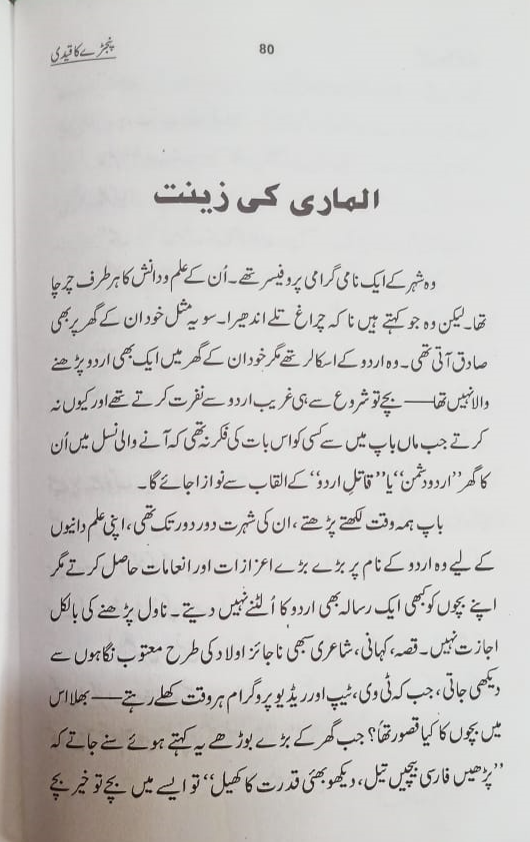 پنجڑے کا قیدی
80
الماری کی زینت
وہ شہر کے ایک نامی گرامی پروفیسر تھے۔ اُن کے علم و دانش کا ہر طرف چرچا
تھا۔ لیکن وہ جو کہتے ہیں نا کہ چراغ تلے اندھیرا۔ سو یہ مثل خود ان کے گھر پر بھی
صادق آتی تھی۔ وہ اردو کے اسکالر تھے مگر خود ان کے گھر میں ایک بھی اردو پڑھنے
والا نہیں تھا—— بچے تو شروع سے ہی غریب اردو سے نفرت کرتے تھے اور کیوں نہ
کرتے جب ماں باپ میں سے کسی کو اس بات کی فکر نہ تھی کہ آنے والی نسل میں اُن
کا گھر ''اردو دشمن'' یا ''قاتلِ اردو'' کے القاب سے نوازا جائے گا۔
باپ ہمہ وقت لکھتے پڑھتے، ان کی شہرت دور دور تک تھی، اپنی علم دانیوں
کے لیے وہ اردو کے نام پر بڑے بڑے اعزازات اور انعامات حاصل کرتے مگر
اپنے بچوں کو کبھی ایک رسالہ بھی اردو کا اُلٹنے نہیں دیتے۔ ناول پڑھنے کی بالکل
اجازت نہیں۔ قصہ، کہانی، شاعری سبھی ناجائز اولاد کی طرح معتوب نگاہوں سے
دیکھی جاتی، جب کہ ٹی وی، ٹیپ اور ریڈیو پروگرام ہر وقت کھلے رہتے—— بھلا اس
میں بچوں کا کیا قصور تھا؟ جب گھر کے بڑے بوڑھے یہ کہتے ہوئے سنے جاتے کہ
''پڑھیں فارسی بیچیں تیل، دیکھو بھئی قدرت کا کھیل'' تو ایسے میں بچے تو خیر بچے